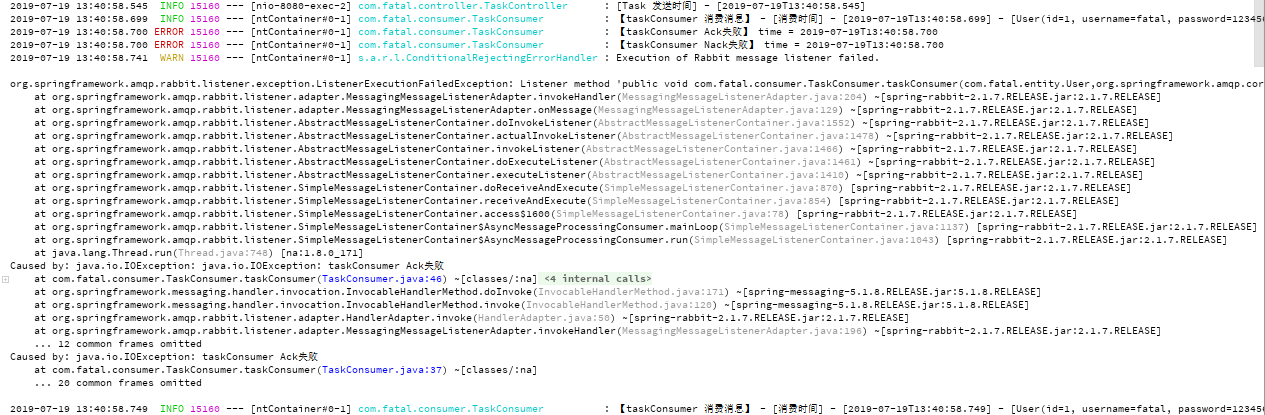 2019-07-19 13:40:58.545  INFO 15160 --- [nio-8080-exec-2] com.fatal.controller.TaskController      : [Task 发送时间] - [2019-07-19T13:40:58.545]
2019-07-19 13:40:58.699  INFO 15160 --- [ntContainer#0-1] com.fatal.consumer.TaskConsumer          : 【taskConsumer 消费消息】 - [消费时间] - [2019-07-19T13:40:58.699] - [User(id=1, username=fatal, password=123456
2019-07-19 13:40:58.700 ERROR 15160 --- [ntContainer#0-1] com.fatal.consumer.TaskConsumer          : 【taskConsumer Ack失败】 time = 2019-07-19T13:40:58.700
2019-07-19 13:40:58.700 ERROR 15160 --- [ntContainer#0-1] com.fatal.consumer.TaskConsumer          : 【taskConsumer Nack失败】 time = 2019-07-19T13:40:58.700
2019-07-19 13:40:58.741  WARN 15160 --- [ntContainer#0-1] s.a.r.l.ConditionalRejectingErrorHandler : Execution of Rabbit message listener failed.
org.springframework.amqp.rabbit.listener.exception.ListenerExecutionFailedException: Listener method 'public void com.fatal.consumer.TaskConsumer.taskConsumer(com.fatal.entity.User,org.springframework.amqp.cor
at org.springframework.amqp.rabbit.listener.adapter.MessagingMessageListenerAdapter.invokeHandler(MessagingMessageListenerAdapter.java:204) ~[spring-rabbit-2.1.7.RELEASE.jar:2.1.7.RELEASE]
at org.springframework.amqp.rabbit.listener.adapter.MessagingMessageListenerAdapter.onMessage(MessagingMessageListenerAdapter.java:129) ~[spring-rabbit-2.1.7.RELEASE.jar:2.1.7.RELEASE]
at org.springframework.amqp.rabbit.listener.AbstractMessageListenerContainer.doInvokeListener(AbstractMessageListenerContainer.java:1552) ~[spring-rabbit-2.1.7.RELEASE.jar:2.1.7.RELEASE]
at org.springframework.amqp.rabbit.listener.AbstractMessageListenerContainer.actualInvokeListener(AbstractMessageListenerContainer.java:1478) ~[spring-rabbit-2.1.7.RELEASE.jar:2.1.7.RELEASE]
at org.springframework.amqp.rabbit.listener.AbstractMessageListenerContainer.invokeListener(AbstractMessageListenerContainer.java:1466) ~[spring-rabbit-2.1.7.RELEASE.jar:2.1.7.RELEASE]
at org.springframework.amqp.rabbit.listener.AbstractMessageListenerContainer.doExecuteListener(AbstractMessageListenerContainer.java:1461) ~[spring-rabbit-2.1.7.RELEASE.jar:2.1.7.RELEASE]
at org.springframework.amqp.rabbit.listener.AbstractMessageListenerContainer.executeListener(AbstractMessageListenerContainer.java:1410) ~[spring-rabbit-2.1.7.RELEASE.jar:2.1.7.RELEASE]
at org.springframework.amqp.rabbit.listener.SimpleMessageListenerContainer.doReceiveAndExecute(SimpleMessageListenerContainer.java:870) [spring-rabbit-2.1.7.RELEASE.jar:2.1.7.RELEASE]
at org.springframework.amqp.rabbit.listener.SimpleMessageListenerContainer.receiveAndExecute(SimpleMessageListenerContainer.java:854) [spring-rabbit-2.1.7.RELEASE.jar:2.1.7.RELEASE]
at org.springframework.amqp.rabbit.listener.SimpleMessageListenerContainer.access$1600(SimpleMessageListenerContainer.java:78) [spring-rabbit-2.1.7.RELEASE.jar:2.1.7.RELEASE]
at org.springframework.amqp.rabbit.listener.SimpleMessageListenerContainer$AsyncMessageProcessingConsumer.mainLoop(SimpleMessageListenerContainer.java:1137) [spring-rabbit-2.1.7.RELEASE.jar:2.1.7.RELEASE]
at org.springframework.amqp.rabbit.listener.SimpleMessageListenerContainer$AsyncMessageProcessingConsumer.run(SimpleMessageListenerContainer.java:1043) [spring-rabbit-2.1.7.RELEASE.jar:2.1.7.RELEASE]
at java.lang.Thread.run(Thread.java:748) [na:1.8.0_171]
Caused by: java.io.IOException: java.io.IOException: taskConsumer Ack失败
at com.fatal.consumer.TaskConsumer.taskConsumer(TaskConsumer.java:46) ~[classes/:na] <4 internal calls>
at org.springframework.messaging.handler.invocation.InvocableHandlerMethod.doInvoke(InvocableHandlerMethod.java:171) ~[spring-messaging-5.1.8.RELEASE.jar:5.1.8.RELEASE]
at org.springframework.messaging.handler.invocation.InvocableHandlerMethod.invoke(InvocableHandlerMethod.java:120) ~[spring-messaging-5.1.8.RELEASE.jar:5.1.8.RELEASE]
at org.springframework.amqp.rabbit.listener.adapter.HandlerAdapter.invoke(HandlerAdapter.java:50) ~[spring-rabbit-2.1.7.RELEASE.jar:2.1.7.RELEASE]
at org.springframework.amqp.rabbit.listener.adapter.MessagingMessageListenerAdapter.invokeHandler(MessagingMessageListenerAdapter.java:196) ~[spring-rabbit-2.1.7.RELEASE.jar:2.1.7.RELEASE]
... 12 common frames omitted
Caused by: java.io.IOException: taskConsumer Ack失败
at com.fatal.consumer.TaskConsumer.taskConsumer(TaskConsumer.java:37) ~[classes/:na]
... 20 common frames omitted
2019-07-19 13:40:58.749  INFO 15160 --- [ntContainer#0-1] com.fatal.consumer.TaskConsumer          : 【taskConsumer 消费消息】 - [消费时间] - [2019-07-19T13:40:58.749] - [User(id=1, username=fatal, password=123456